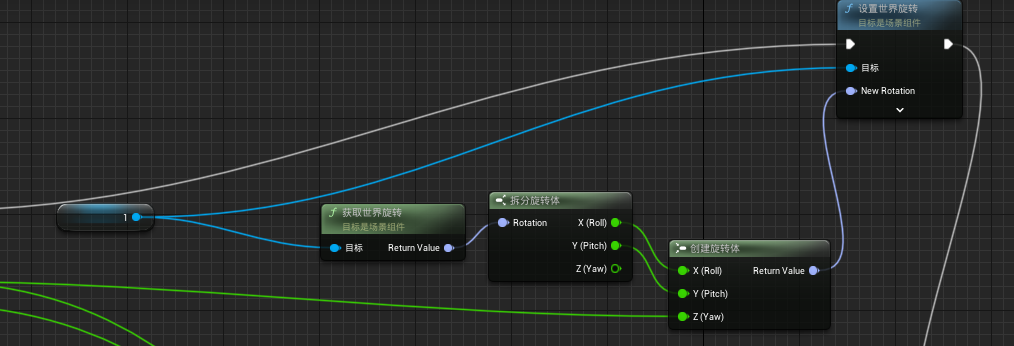 设置世界旋转
目标是场景组件
目标
New Rotation
1
获取世界旋转
目标是场景组件
目标
Return Value
拆分旋转体
Rotation
X (Roll)
Y (Pitch)
Z (Yaw)
创建旋转体
X (Roll)
Return Value
Y (Pitch)
Z (Yaw)